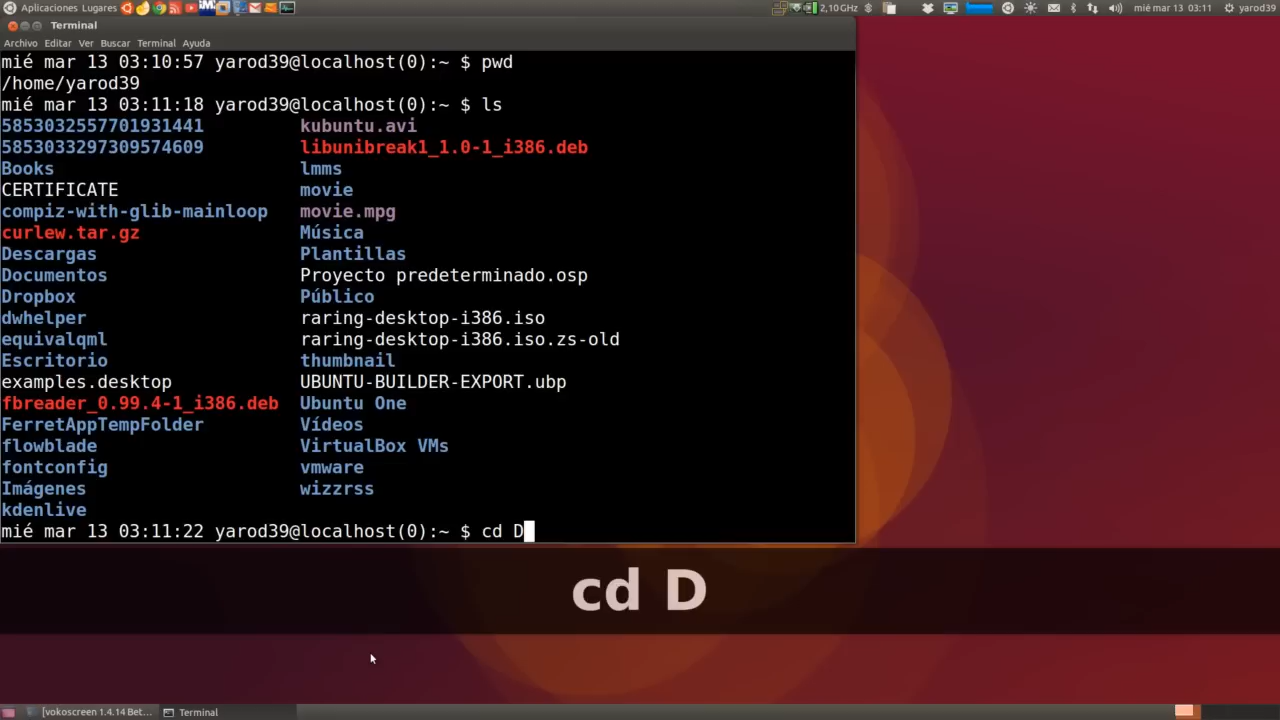 Aplicaciones Lugares
2,10 GHz
mié mar 13 03:11
yarod39
Terminal
Archivo Editar Ver Buscar Terminal Ayuda
mié mar 13 03:10:57 yarod39@localhost(0):~ $ pwd
/home/yarod39
mié mar 13 03:11:18 yarod39@localhost(0):~ $ ls
5853032557701931441 kubuntu.avi
5853033297309574609 libunibreak1_1.0-1_i386.deb
Books lmms
CERTIFICATE movie
compiz-with-glib-mainloop movie.mpg
curlew.tar.gz Música
Descargas Plantillas
Documentos Proyecto predeterminado.osp
Dropbox Público
dwhelper raring-desktop-i386.iso
equivalqml raring-desktop-i386.iso.zs-old
Escritorio thumbnail
examples.desktop UBUNTU-BUILDER-EXPORT.ubp
fbreader_0.99.4-1_i386.deb Ubuntu One
FerretAppTempFolder Vídeos
flowblade VirtualBox VMs
fontconfig vmware
Imágenes wizzrss
kdenlive
mié mar 13 03:11:22 yarod39@localhost(0):~ $ cd D
cd D
[vokoscreen 1.4.14 Bet... Terminal